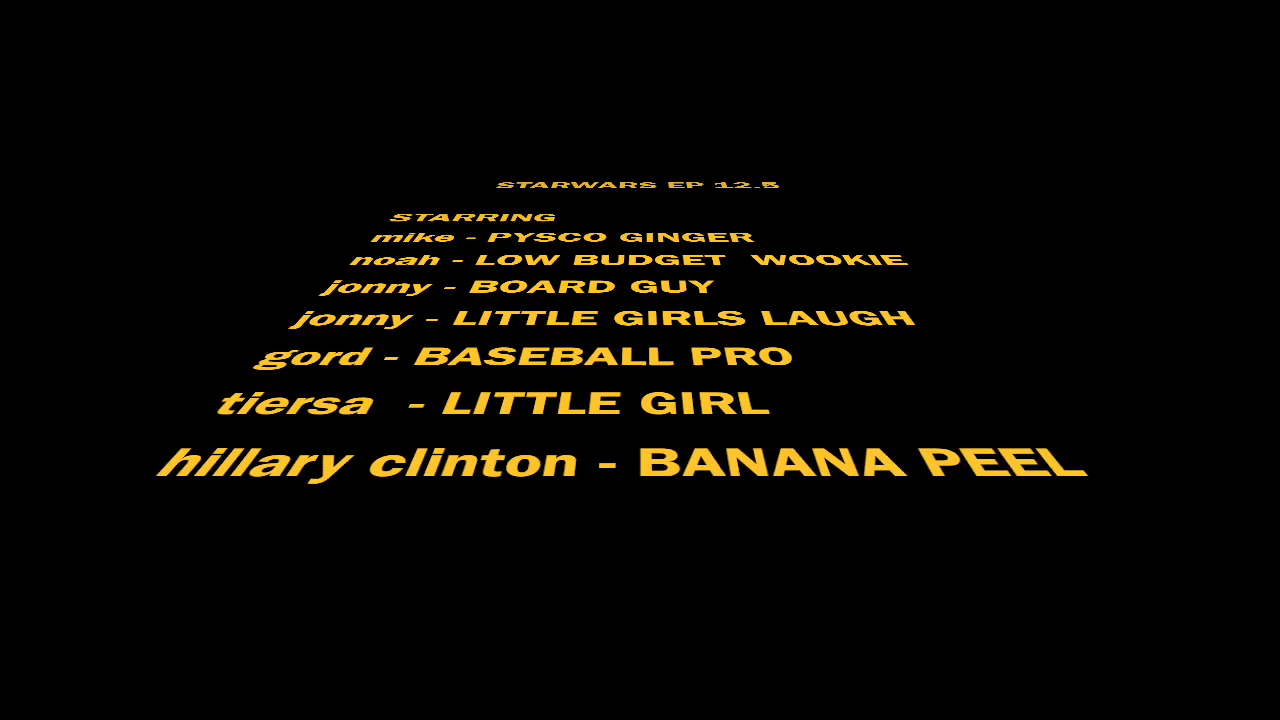 STARWARS EP 12.5
STARRING
mike - PYSCO GINGER
noah - LOW BUDGET  WOOKIE
jonny - BOARD GUY
jonny - LITTLE GIRLS LAUGH
gord - BASEBALL PRO
tiersa  - LITTLE GIRL
hillary clinton - BANANA PEEL